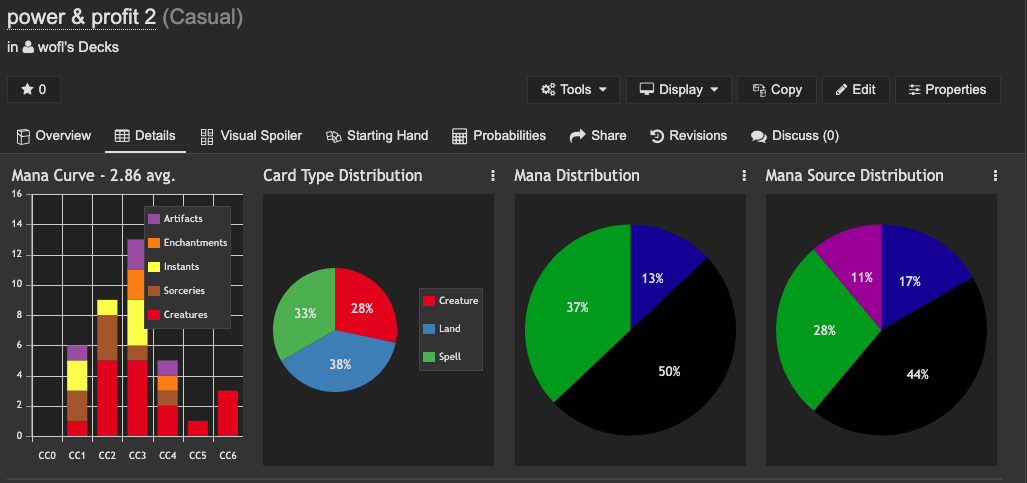 power & profit 2 (Casual)
in wofl's Decks
0
Tools
Display
Copy
Edit
Properties
Overview
Details
Visual Spoiler
Starting Hand
Probabilities
Share
Revisions
Discuss (0)
Mana Curve - 2.86 avg.
16
14
12
10
8
6
4
2
0
CC0 CC1 CC2 CC3 CC4 CC5 CC6
Artifacts
Enchantments
Instants
Sorceries
Creatures
Card Type Distribution
33%
28%
38%
Creature
Land
Spell
Mana Distribution
13%
37%
50%
Mana Source Distribution
11%
17%
28%
44%